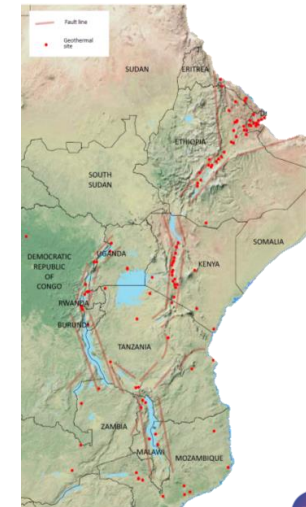 Fault line
Geothermal
site
SUDAN
ERITREA
ETHIOPIA
SOUTH
SUDAN
SOMALIA
UGANDA
KENYA
DEMOCRATIC
REPUBLIC
OF
CONGO
RWANDA
BURUNDI
TANZANIA
ZAMBIA
MALAWI
MOZAMBIQUE